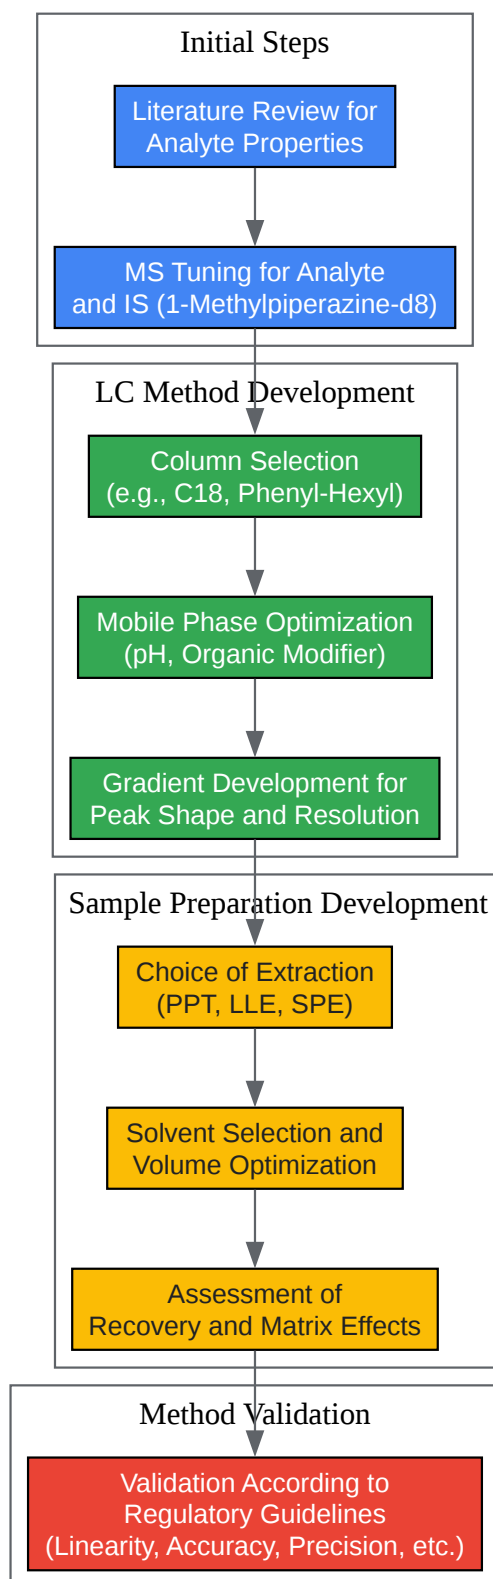 Initial Steps
Literature Review for
Analyte Properties
MS Tuning for Analyte
and IS (1-Methylpiperazine-d8)
LC Method Development
Column Selection
(e.g., C18, Phenyl-Hexyl)
Mobile Phase Optimization
(pH, Organic Modifier)
Gradient Development for
Peak Shape and Resolution
Sample Preparation Development
Choice of Extraction
(PPT, LLE, SPE)
Solvent Selection and
Volume Optimization
Assessment of
Recovery and Matrix Effects
Method Validation
Validation According to
Regulatory Guidelines
(Linearity, Accuracy, Precision, etc.)